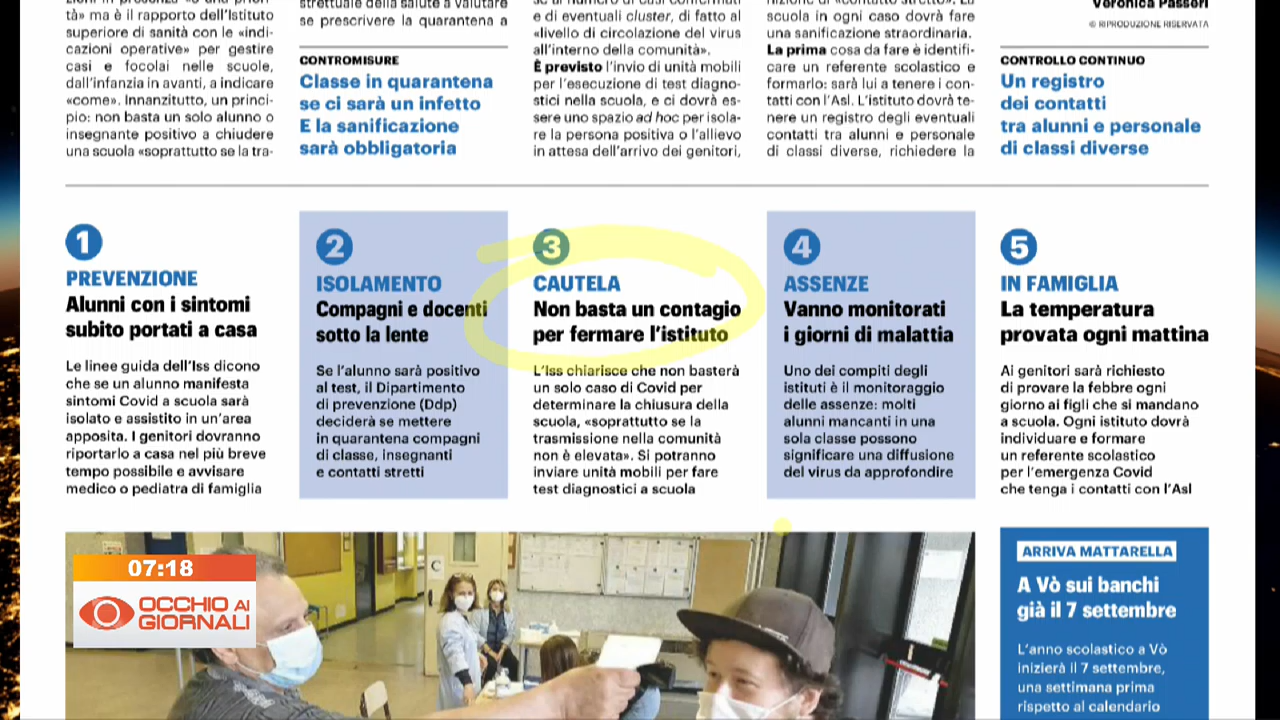 zioni in presenza «è una priori-
tà» ma è il rapporto dell'Istituto
superiore di sanità con le «indi-
cazioni operative» per gestire
casi e focolai nelle scuole,
dall'infanzia in avanti, a indicare
«come». Innanzitutto, un princi-
pio: non basta un solo alunno o
insegnante positivo a chiudere
una scuola «soprattutto se la tra-
strettuale della salute a valutare
se prescrivere la quarantena a
CONTROMISURE
Classe in quarantena
se ci sarà un infetto
E la sanificazione
sarà obbligatoria
se al numero di casi confermati
e di eventuali cluster, di fatto al
«livello di circolazione del virus
all'interno della comunità».
È previsto l'invio di unità mobili
per l'esecuzione di test diagno-
stici nella scuola, e ci dovrà es-
sere uno spazio ad hoc per isola-
re la persona positiva o l'allievo
in attesa dell'arrivo dei genitori,
nizione di «contatto stretto». La
scuola in ogni caso dovrà fare
una sanificazione straordinaria.
La prima cosa da fare è identifi-
care un referente scolastico e
formarlo: sarà lui a tenere i con-
tatti con l'Asl. L'istituto dovrà te-
nere un registro degli eventuali
contatti tra alunni e personale
di classi diverse, richiedere la
Veronica Passeri
© RIPRODUZIONE RISERVATA
CONTROLLO CONTINUO
Un registro
dei contatti
tra alunni e personale
di classi diverse
1
PREVENZIONE
Alunni con i sintomi
subito portati a casa
Le linee guida dell'Iss dicono
che se un alunno manifesta
sintomi Covid a scuola sarà
isolato e assistito in un'area
apposita. I genitori dovranno
riportarlo a casa nel più breve
tempo possibile e avvisare
medico o pediatra di famiglia
2
ISOLAMENTO
Compagni e docenti
sotto la lente
Se l'alunno sarà positivo
al test, il Dipartimento
di prevenzione (Ddp)
deciderà se mettere
in quarantena compagni
di classe, insegnanti
e contatti stretti
3
CAUTELA
Non basta un contagio
per fermare l'istituto
L'Iss chiarisce che non basterà
un solo caso di Covid per
determinare la chiusura della
scuola, «soprattutto se la
trasmissione nella comunità
non è elevata». Si potranno
inviare unità mobili per fare
test diagnostici a scuola
4
ASSENZE
Vanno monitorati
i giorni di malattia
Uno dei compiti degli
istituti è il monitoraggio
delle assenze: molti
alunni mancanti in una
sola classe possono
significare una diffusione
del virus da approfondire
5
IN FAMIGLIA
La temperatura
provata ogni mattina
Ai genitori sarà richiesto
di provare la febbre ogni
giorno ai figli che si mandano
a scuola. Ogni istituto dovrà
individuare e formare
un referente scolastico
per l'emergenza Covid
che tenga i contatti con l'Asl
C
07:18
OCCHIO AI
GIORNALI
ARRIVA MATTARELLA
A Vò sui banchi
già il 7 settembre
L'anno scolastico a Vò
inizierà il 7 settembre,
una settimana prima
rispetto al calendario